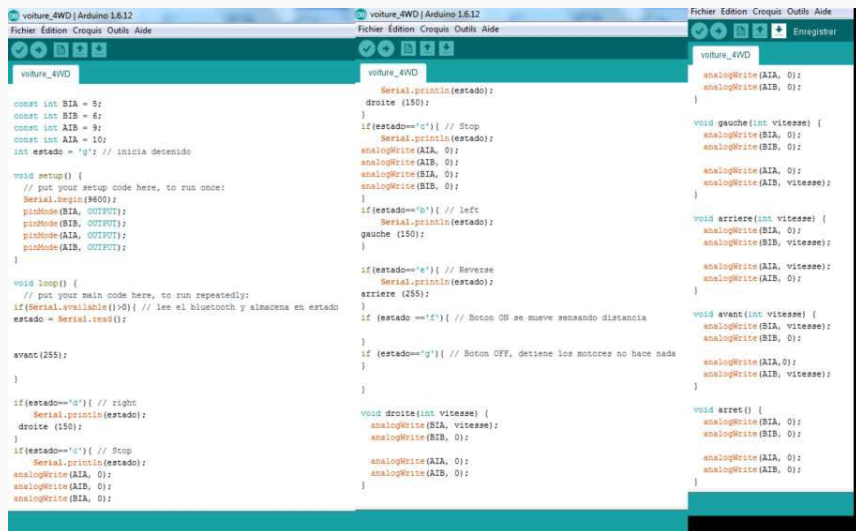 voiture_4WD | Arduino 1.6.12
Fichier Édition Croquis Outils Aide
voiture_4WD
const int BIA = 5;
const int BIB = 6;
const int AIB = 9;
const int AIA = 10;
int estado = 'g'; // inicia detenido
void setup() {
// put your setup code here, to run once:
Serial.begin(9600);
pinMode(BIA, OUTPUT);
pinMode(BIB, OUTPUT);
pinMode(AIA, OUTPUT);
pinMode(AIB, OUTPUT);
}
void loop() {
// put your main code here, to run repeatedly:
if(Serial.available()>0){ // lee el bluetooth y almacena en estado
estado = Serial.read();
avant(255);
}
if(estado=='d'){ // right
Serial.println(estado);
droite (150);
}
if(estado=='c'){ // Stop
Serial.println(estado);
analogWrite(AIA, 0);
analogWrite(AIB, 0);
analogWrite(BIA, 0);
voiture_4WD | Arduino 1.6.12
Fichier Édition Croquis Outils Aide
voiture_4WD
Serial.println(estado);
droite (150);
}
if(estado=='c'){ // Stop
Serial.println(estado);
analogWrite(AIA, 0);
analogWrite(AIB, 0);
analogWrite(BIA, 0);
analogWrite(BIB, 0);
}
if(estado=='b'){ // left
Serial.println(estado);
gauche (150);
}
if(estado=='e'){ // Reverse
Serial.println(estado);
arriere (255);
}
if (estado =='f'){ // Boton ON se mueve sensando distancia
}
if (estado=='g'){ // Boton OFF, detiene los motores no hace nada
}
}
void droite(int vitesse) {
analogWrite(BIA, vitesse);
analogWrite(BIB, 0);
analogWrite(AIA, 0);
analogWrite(AIB, 0);
}
Fichier Edition Croquis Outils Aide
Enregistrer
voiture_4WD
analogWrite(AIA, 0);
analogWrite(AIB, 0);
}
void gauche(int vitesse) {
analogWrite(BIA, 0);
analogWrite(BIB, 0);
analogWrite(AIA, 0);
analogWrite(AIB, vitesse);
}
void arriere(int vitesse) {
analogWrite(BIA, 0);
analogWrite(BIB, vitesse);
analogWrite(AIA, vitesse);
analogWrite(AIB, 0);
}
void avant(int vitesse) {
analogWrite(BIA, vitesse);
analogWrite(BIB, 0);
analogWrite(AIA,0);
analogWrite(AIB, vitesse);
}
void arret() {
analogWrite(BIA, 0);
analogWrite(BIB, 0);
analogWrite(AIA, 0);
analogWrite(AIB, 0);
}